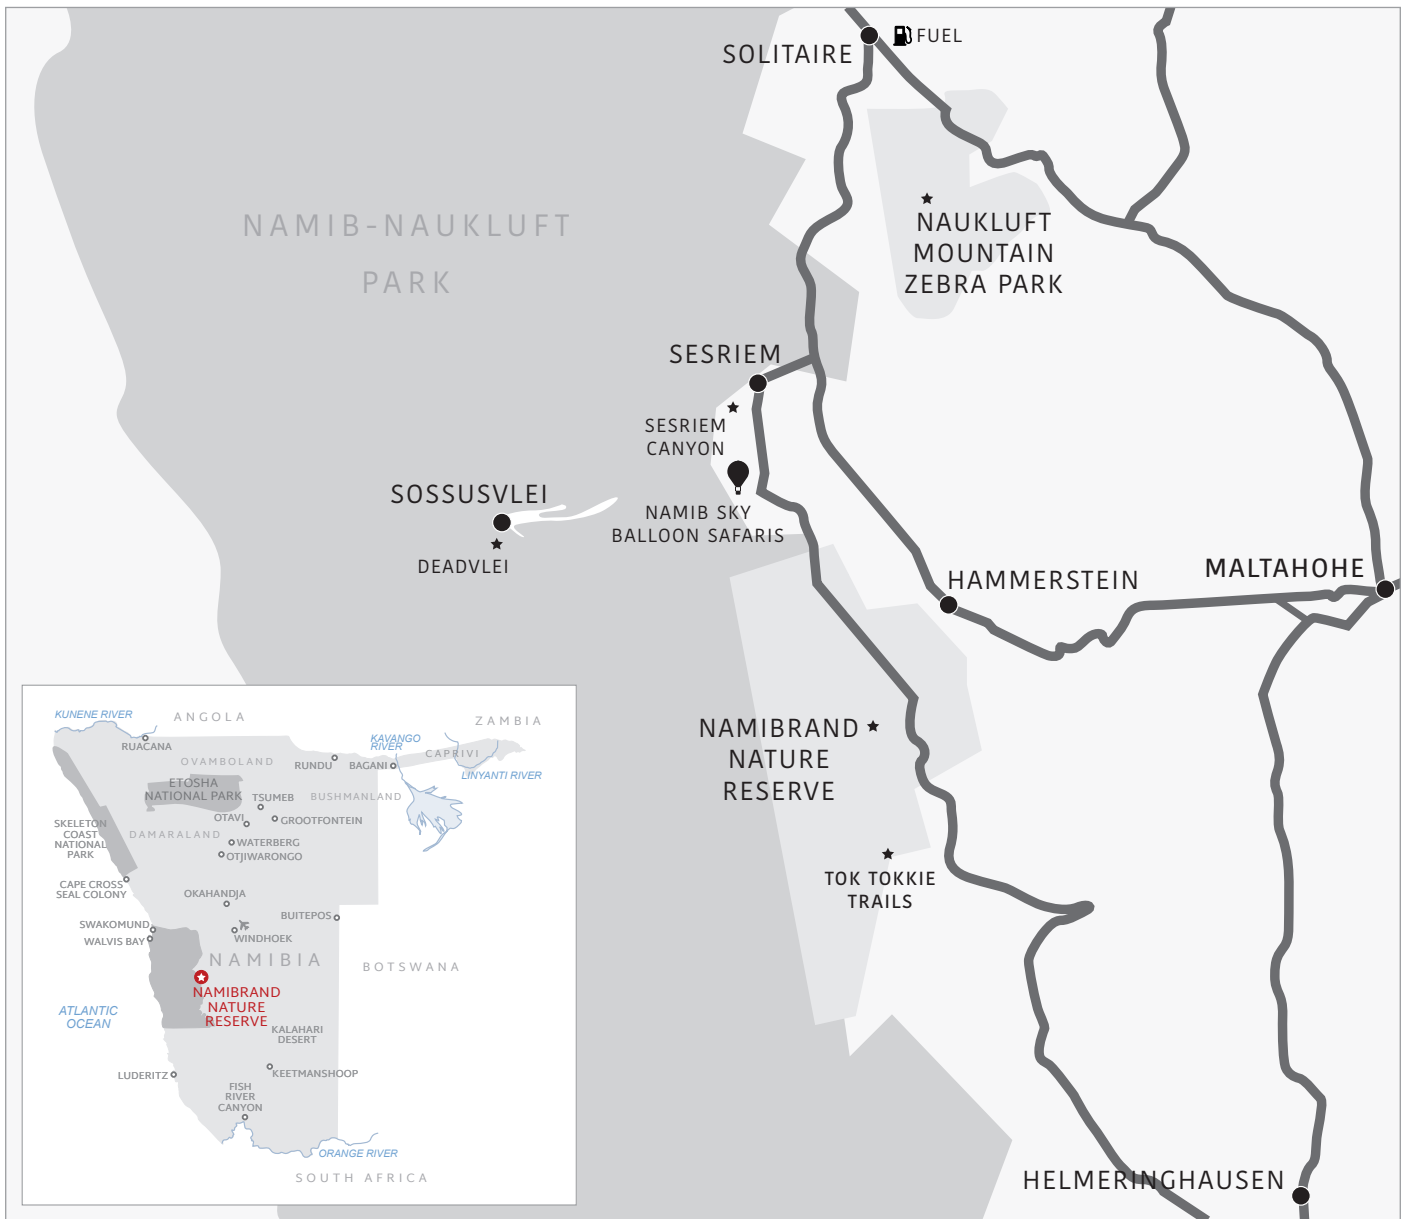 SOLITAIRE
FUEL
NAMIB-NAUKLUFT
PARK
NAUKLUFT
MOUNTAIN
ZEBRA PARK
SESRIEM
SESRIEM
CANYON
SOSSUSVLEI
DEADVLEI
NAMIB SKY
BALLOON SAFARIS
HAMMERSTEIN
MALTAHOHE
NAMIBRAND
NATURE
RESERVE
TOK TOKKIE
TRAILS
HELMERINGHAUSEN
KUNENE RIVER
ANGOLA
ZAMBIA
RUACANA
KAVANGO
RIVER
OVAMBOLAND
RUNDU
BAGANI
CAPRIVI
LINYANTI RIVER
ETOSHA
NATIONAL PARK
TSUMEB
BUSHMANLAND
OTAVI
GROOTFONTEIN
SKELETON
COAST
NATIONAL
PARK
DAMARALAND
WATERBERG
OTJIWARONGO
CAPE CROSS
SEAL COLONY
OKAHANDJA
BUITEPOS
SWAKOMUND
WALVIS BAY
WINDHOEK
NAMIBIA
BOTSWANA
NAMIBRAND
NATURE
RESERVE
ATLANTIC
OCEAN
KALAHARI
DESERT
LUDERITZ
KEETMANSHOOP
FISH
RIVER
CANYON
ORANGE RIVER
SOUTH AFRICA